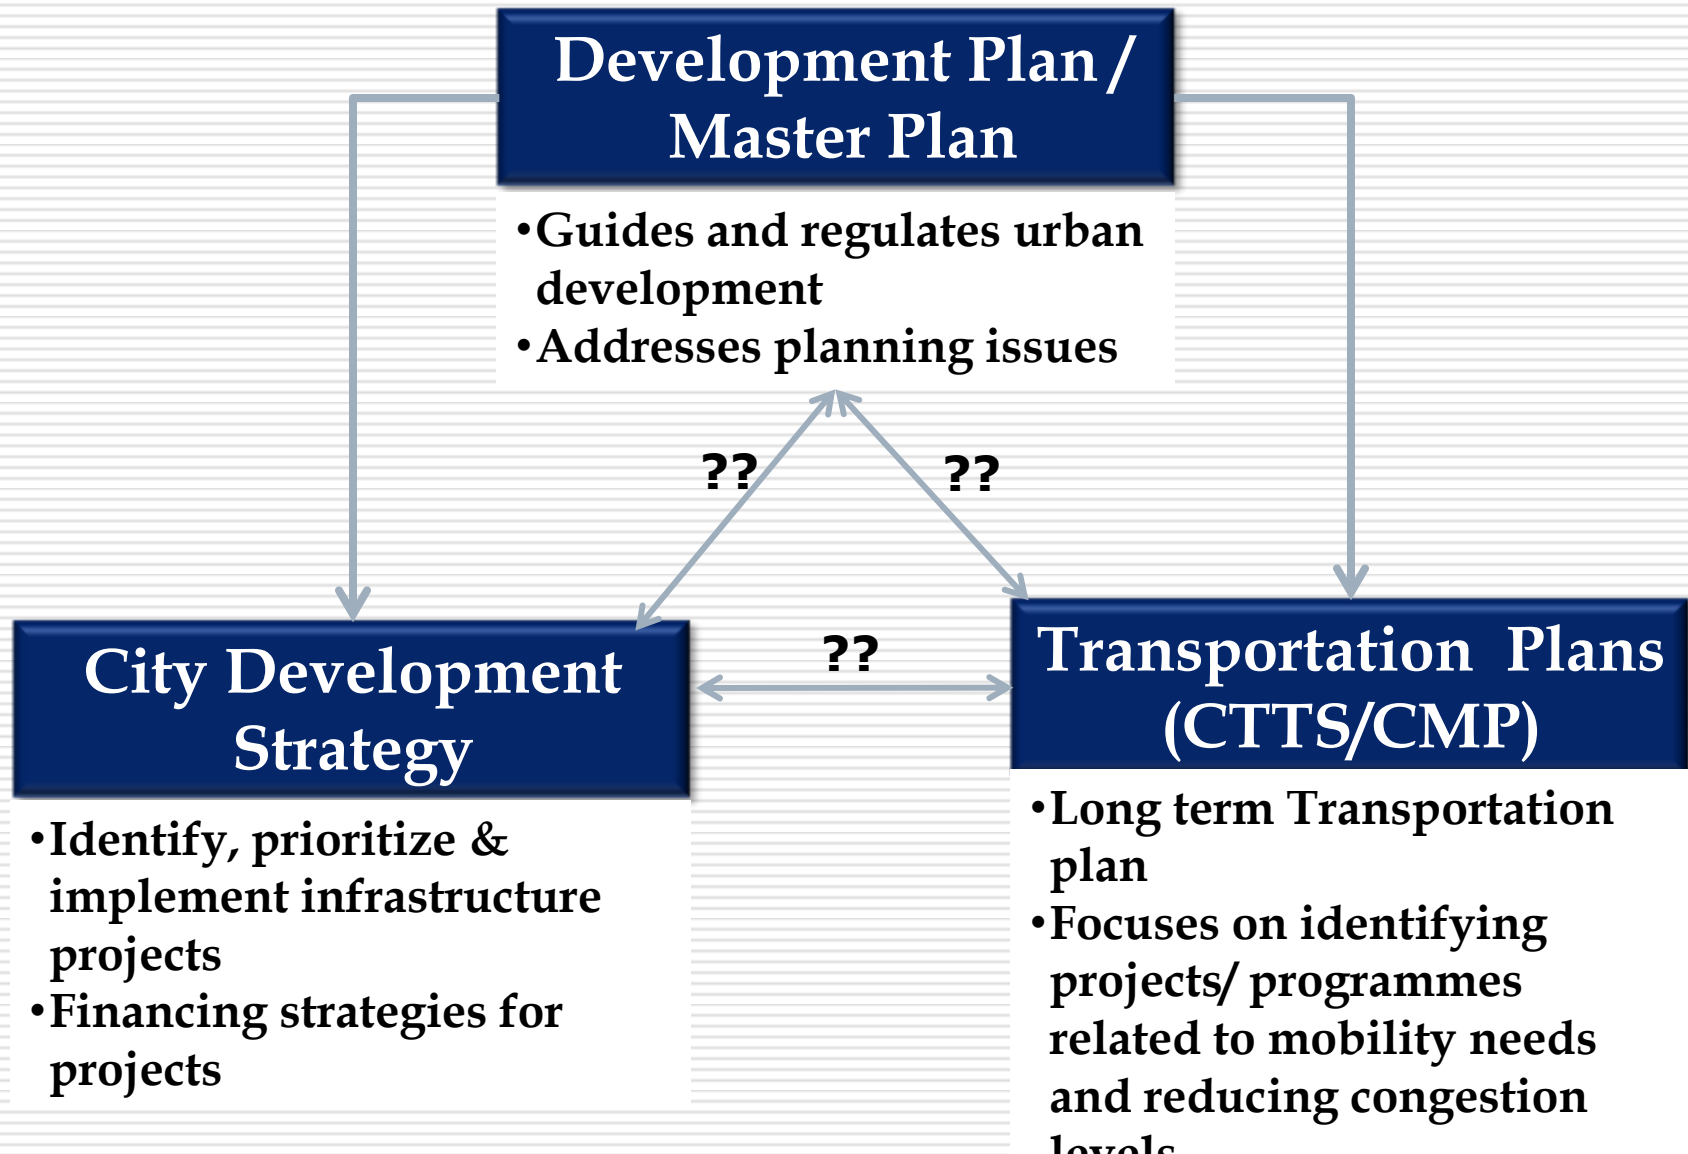 Development Plan /
Master Plan
•Guides and regulates urban
development
•Addresses planning issues
??
??
??
City Development
Strategy
•Identify, prioritize &
implement infrastructure
projects
•Financing strategies for
projects
Transportation Plans
(CTTS/CMP)
•Long term Transportation
plan
•Focuses on identifying
projects/ programmes
related to mobility needs
and reducing congestion
levels